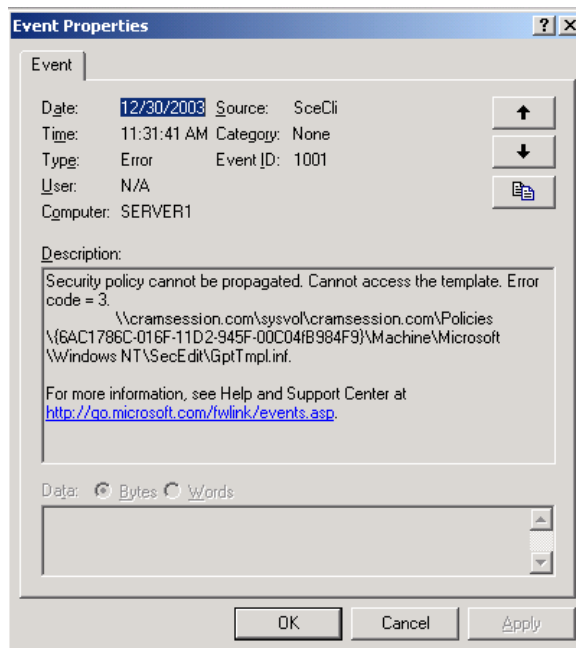 Event Properties
Event
Date: 12/30/2003 Source: SceCli
Time: 11:31:41 AM Category: None
Type: Error Event ID: 1001
User: N/A
Computer: SERVER1
Description:
Security policy cannot be propagated. Cannot access the template. Error
code = 3.
\\cramsession.com\sysvol\cramsession.com\Policies
\{6AC1786C-016F-11D2-945F-00C04fB984F9}\Machine\Microsoft
\Windows NT\SecEdit\GptTmpl.inf.
For more information, see Help and Support Center at
http://go.microsoft.com/fwlink/events.asp.
Data: Bytes Words
OK Cancel Apply